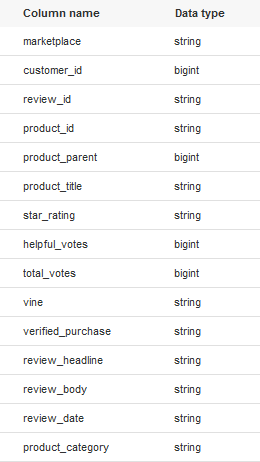 Column name Data type
marketplace string
customer_id bigint
review_id string
product_id string
product_parent bigint
product_title string
star_rating string
helpful_votes bigint
total_votes bigint
vine string
verified_purchase string
review_headline string
review_body string
review_date string
product_category string